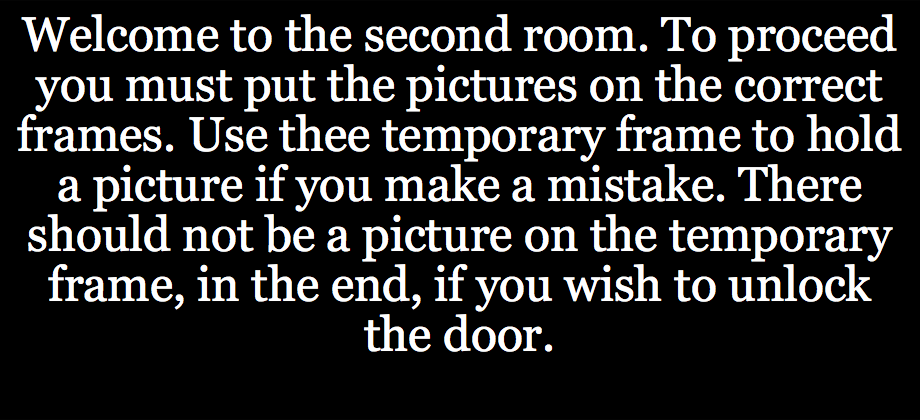 Welcome to the second room. To proceed
you must put the pictures on the correct
frames. Use thee temporary frame to hold
a picture if you make a mistake. There
should not be a picture on the temporary
frame, in the end, if you wish to unlock
the door.